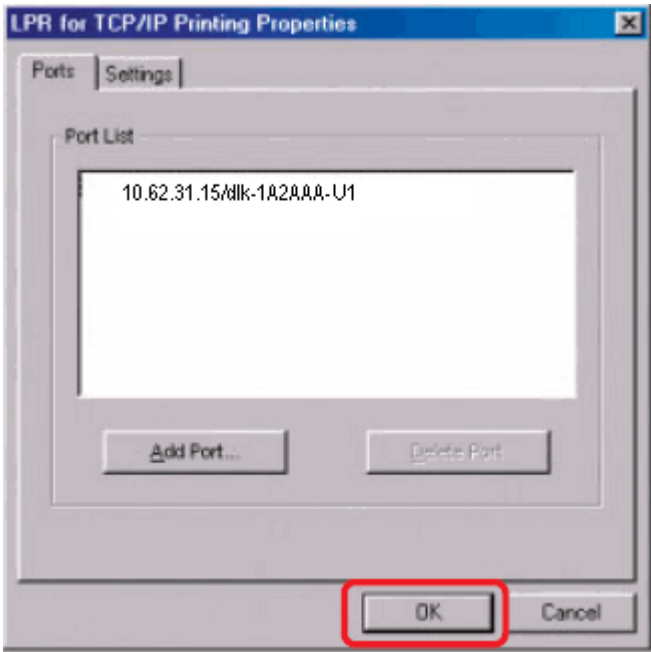 LPR for TCP/IP Printing Properties
Ports
Settings
Port List
10.62.31.15/dlk-1A2AAA-U1
Add Port...
Delete Port
OK
Cancel